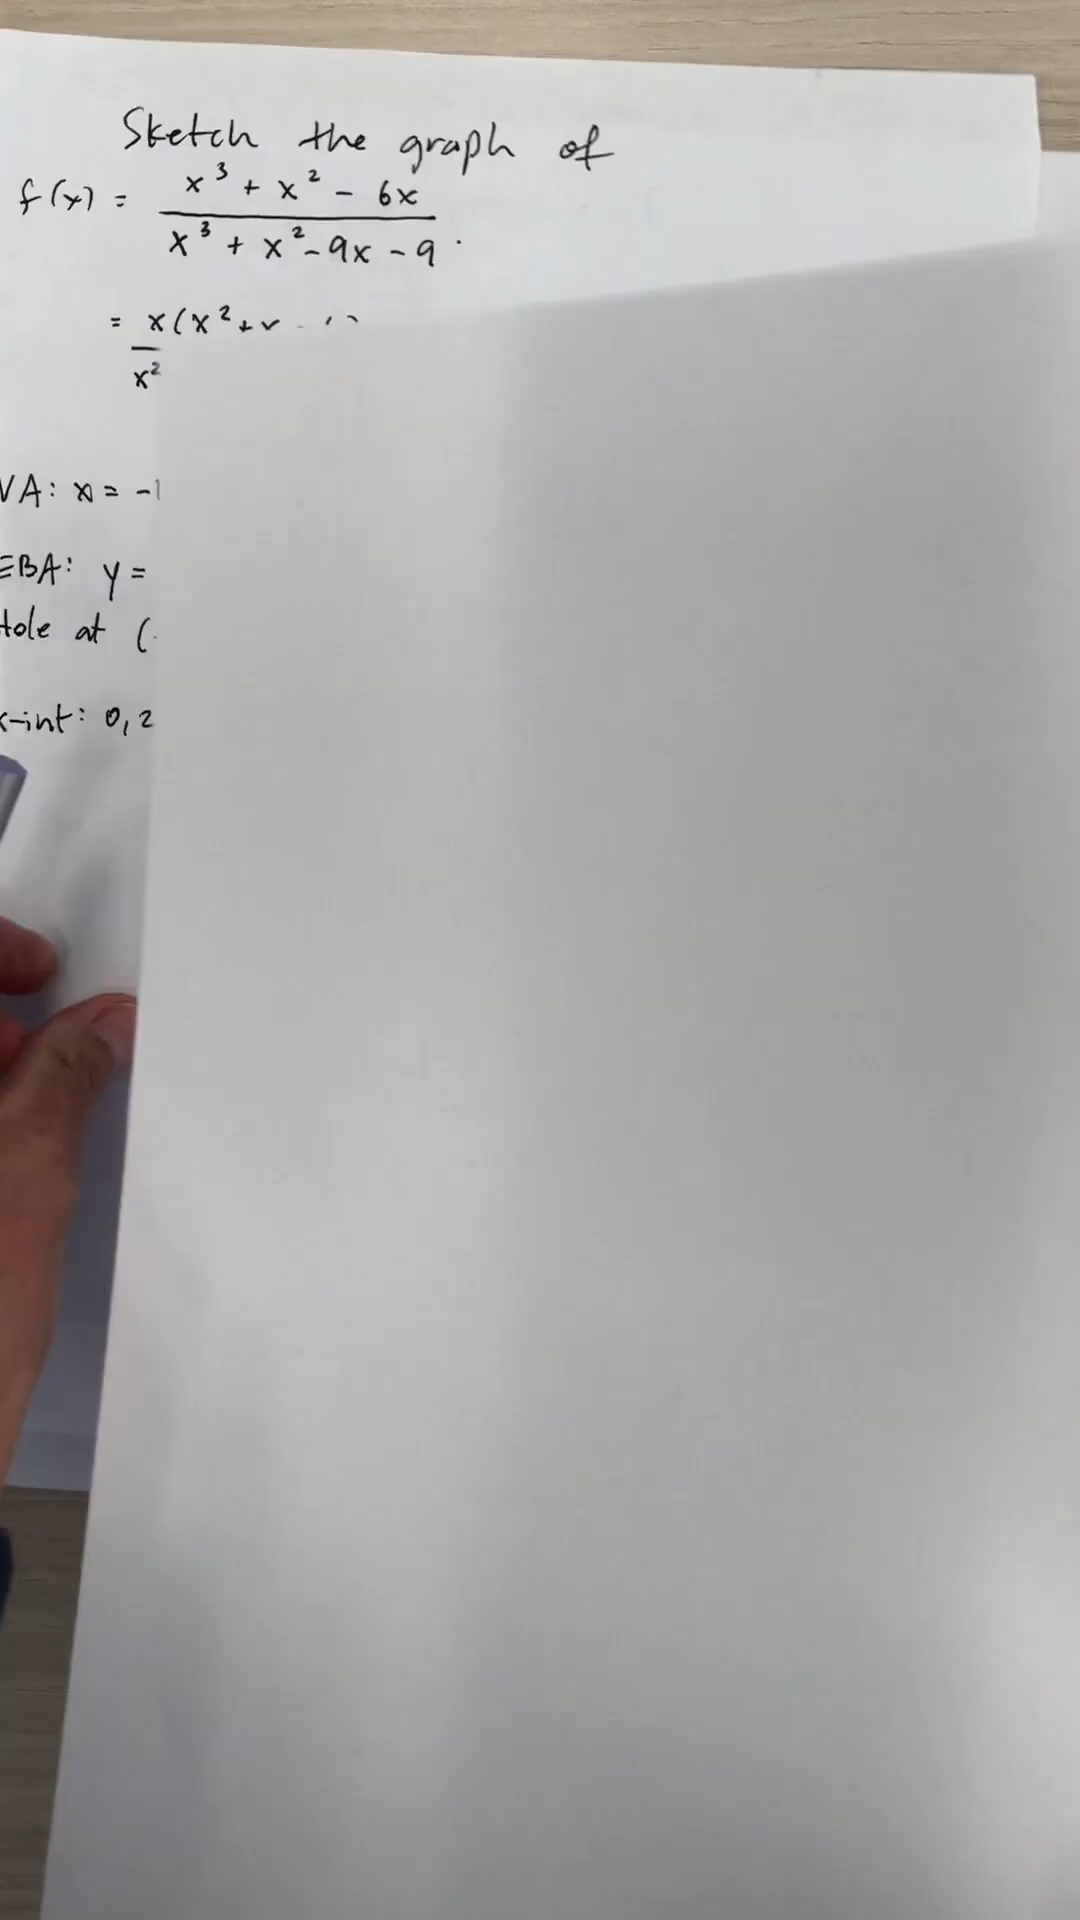 Sketch the graph of
f(x) = x³ + x² - 6x
x³ + x² - 9x - 9.
= x(x² +
x²
VA: x = -1
EBA: y =
Hole at (
x-int: 0, 2